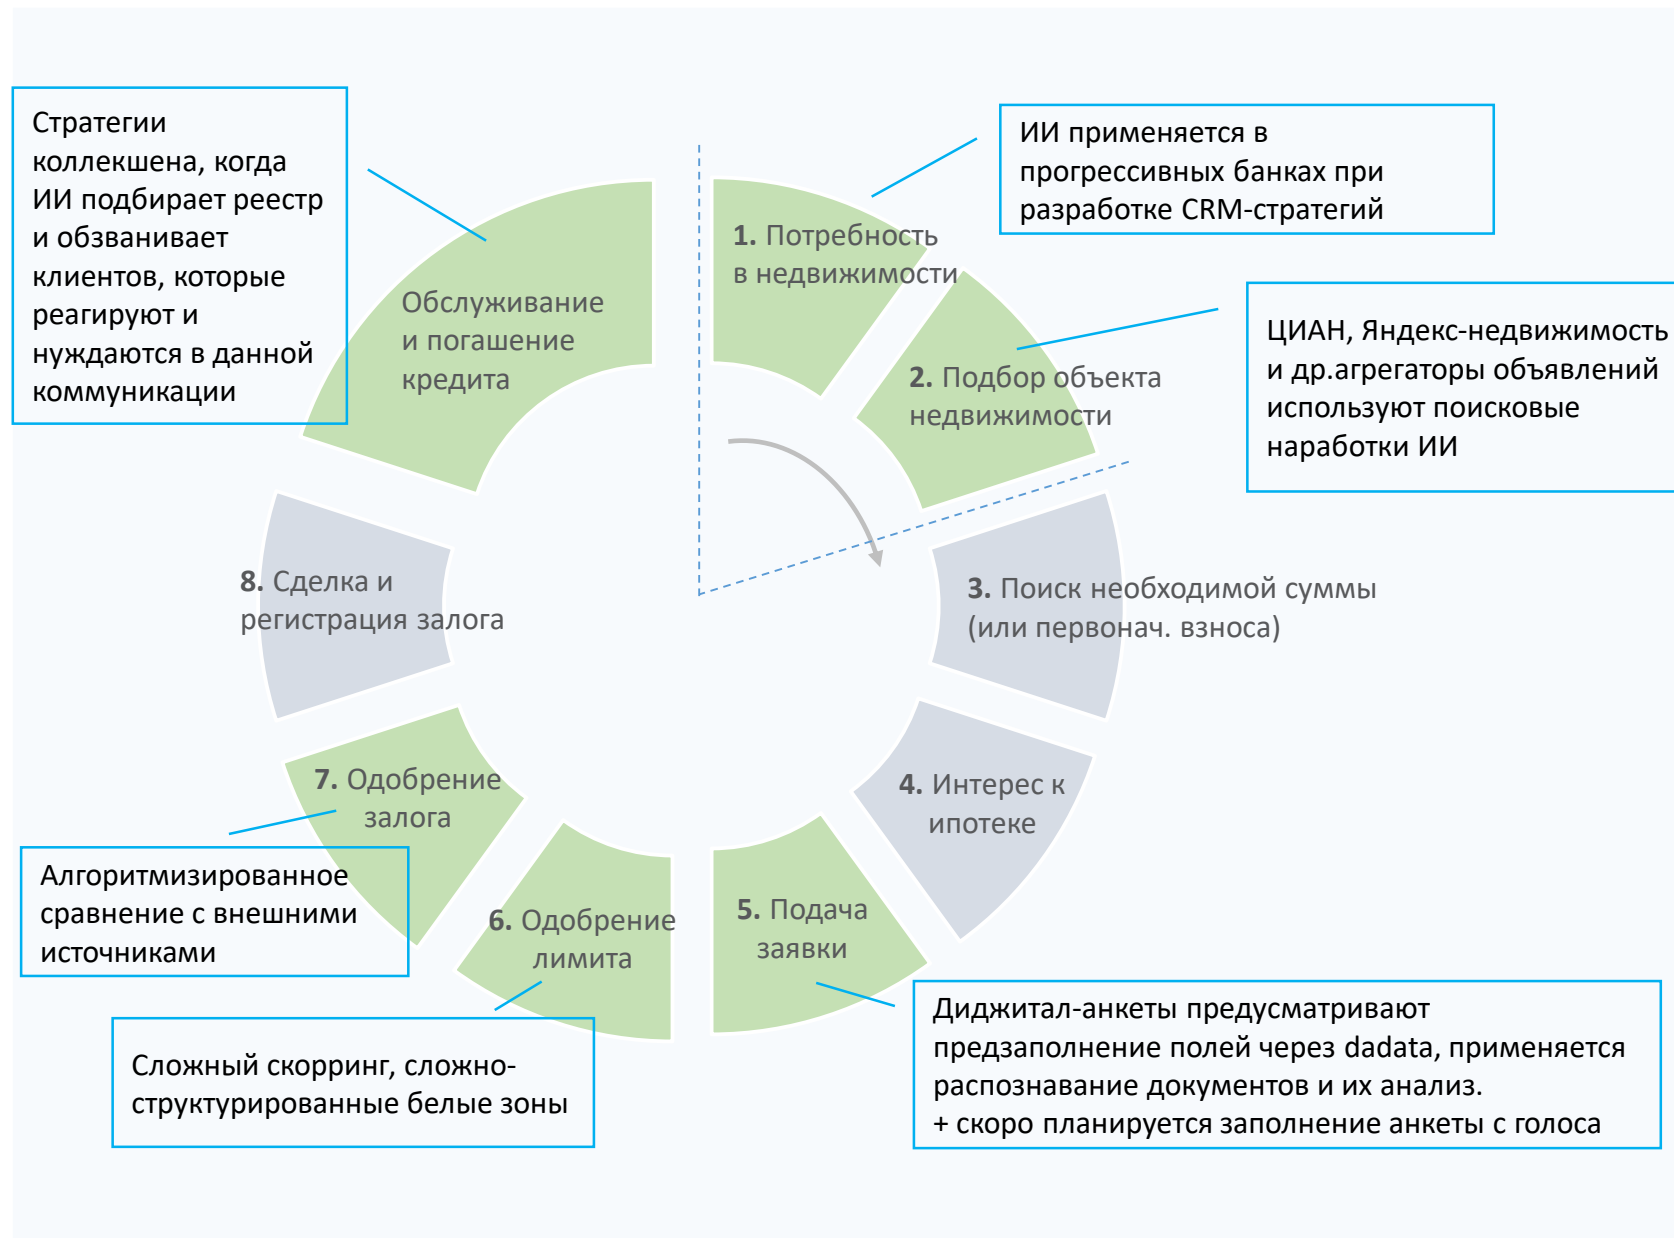 Стратегии
коллекшена, когда
ИИ подбирает реестр
и обзванивает
клиентов, которые
реагируют и
нуждаются в данной
коммуникации
ИИ применяется в
прогрессивных банках при
разработке CRM-стратегий
1. Потребность
в недвижимости
Обслуживание
и погашение
кредита
ЦИАН, Яндекс-недвижимость
и др.агрегаторы объявлений
используют поисковые
наработки ИИ
2. Подбор объекта
недвижимости
8. Сделка и
регистрация залога
3. Поиск необходимой суммы
(или первонач. взноса)
7. Одобрение
залога
4. Интерес к
ипотеке
Алгоритмизированное
сравнение с внешними
источниками
6. Одобрение
лимита
5. Подача
заявки
Сложный скорринг, сложно-
структурированные белые зоны
Диджитал-анкеты предусматривают
предзаполнение полей через dadata, применяется
распознавание документов и их анализ.
+ скоро планируется заполнение анкеты с голоса